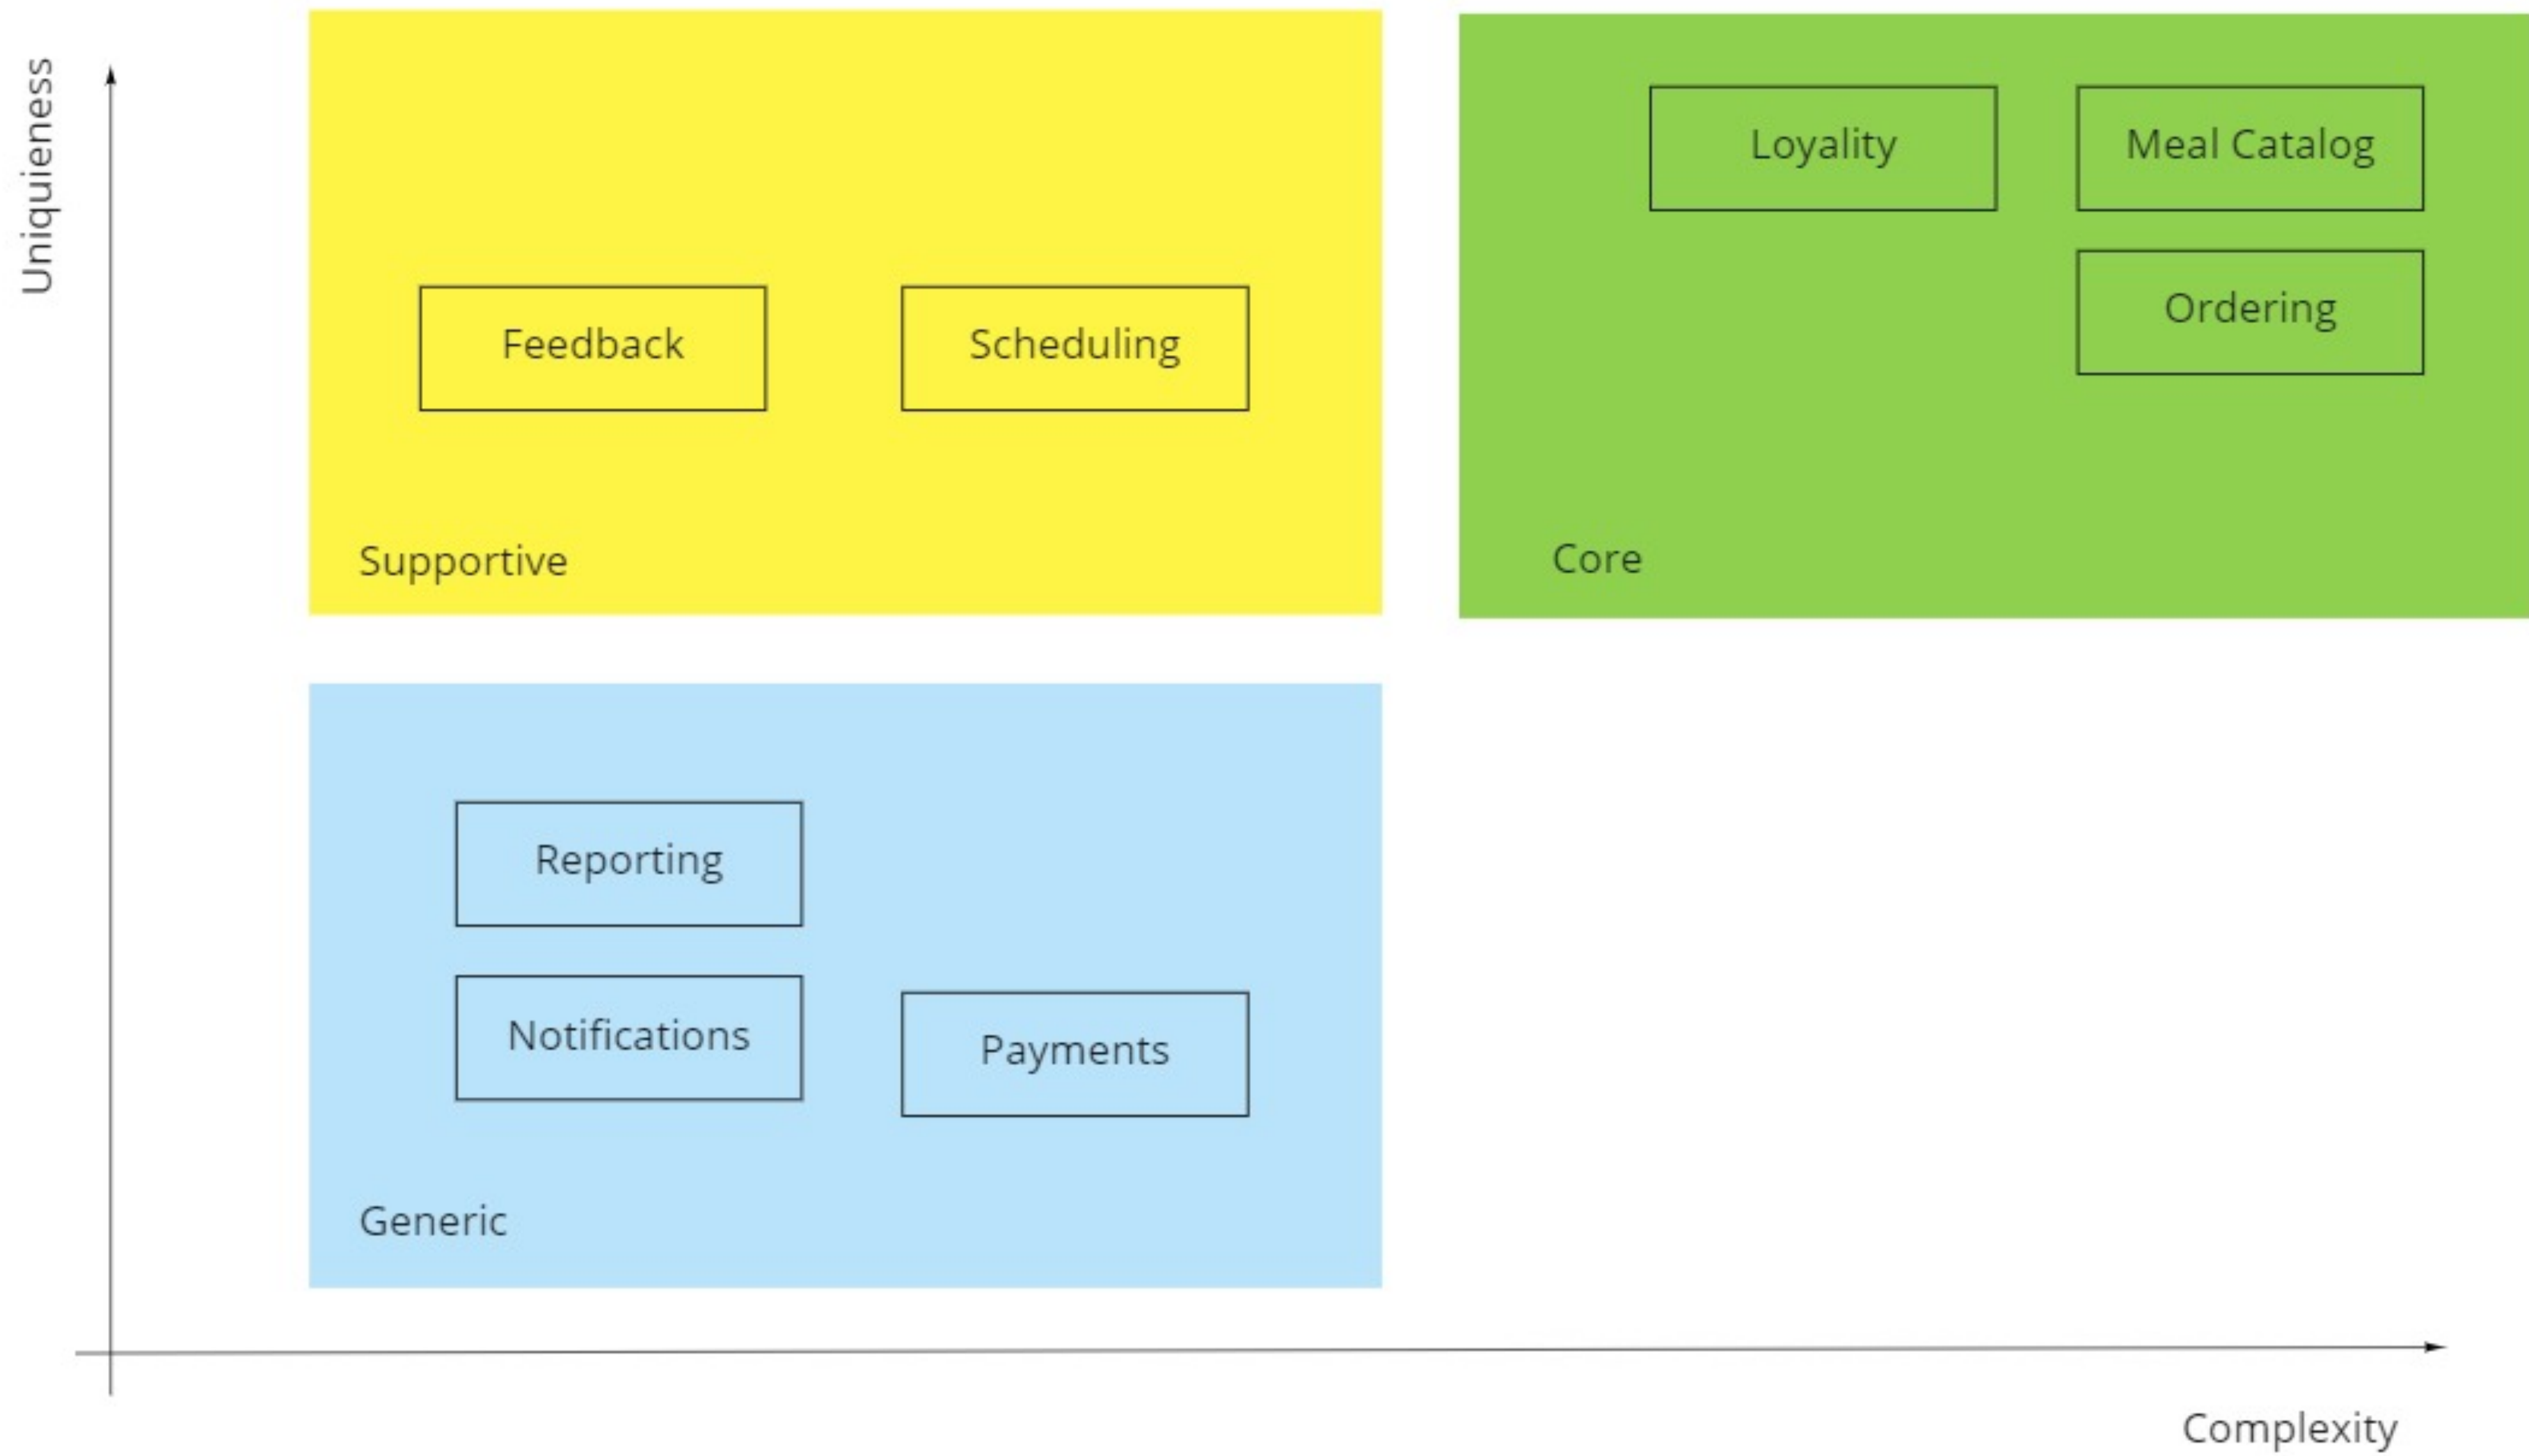 Uniquieness
Loyality
Meal Catalog
Ordering
Feedback
Scheduling
Supportive
Core
Reporting
Notifications
Payments
Generic
Complexity